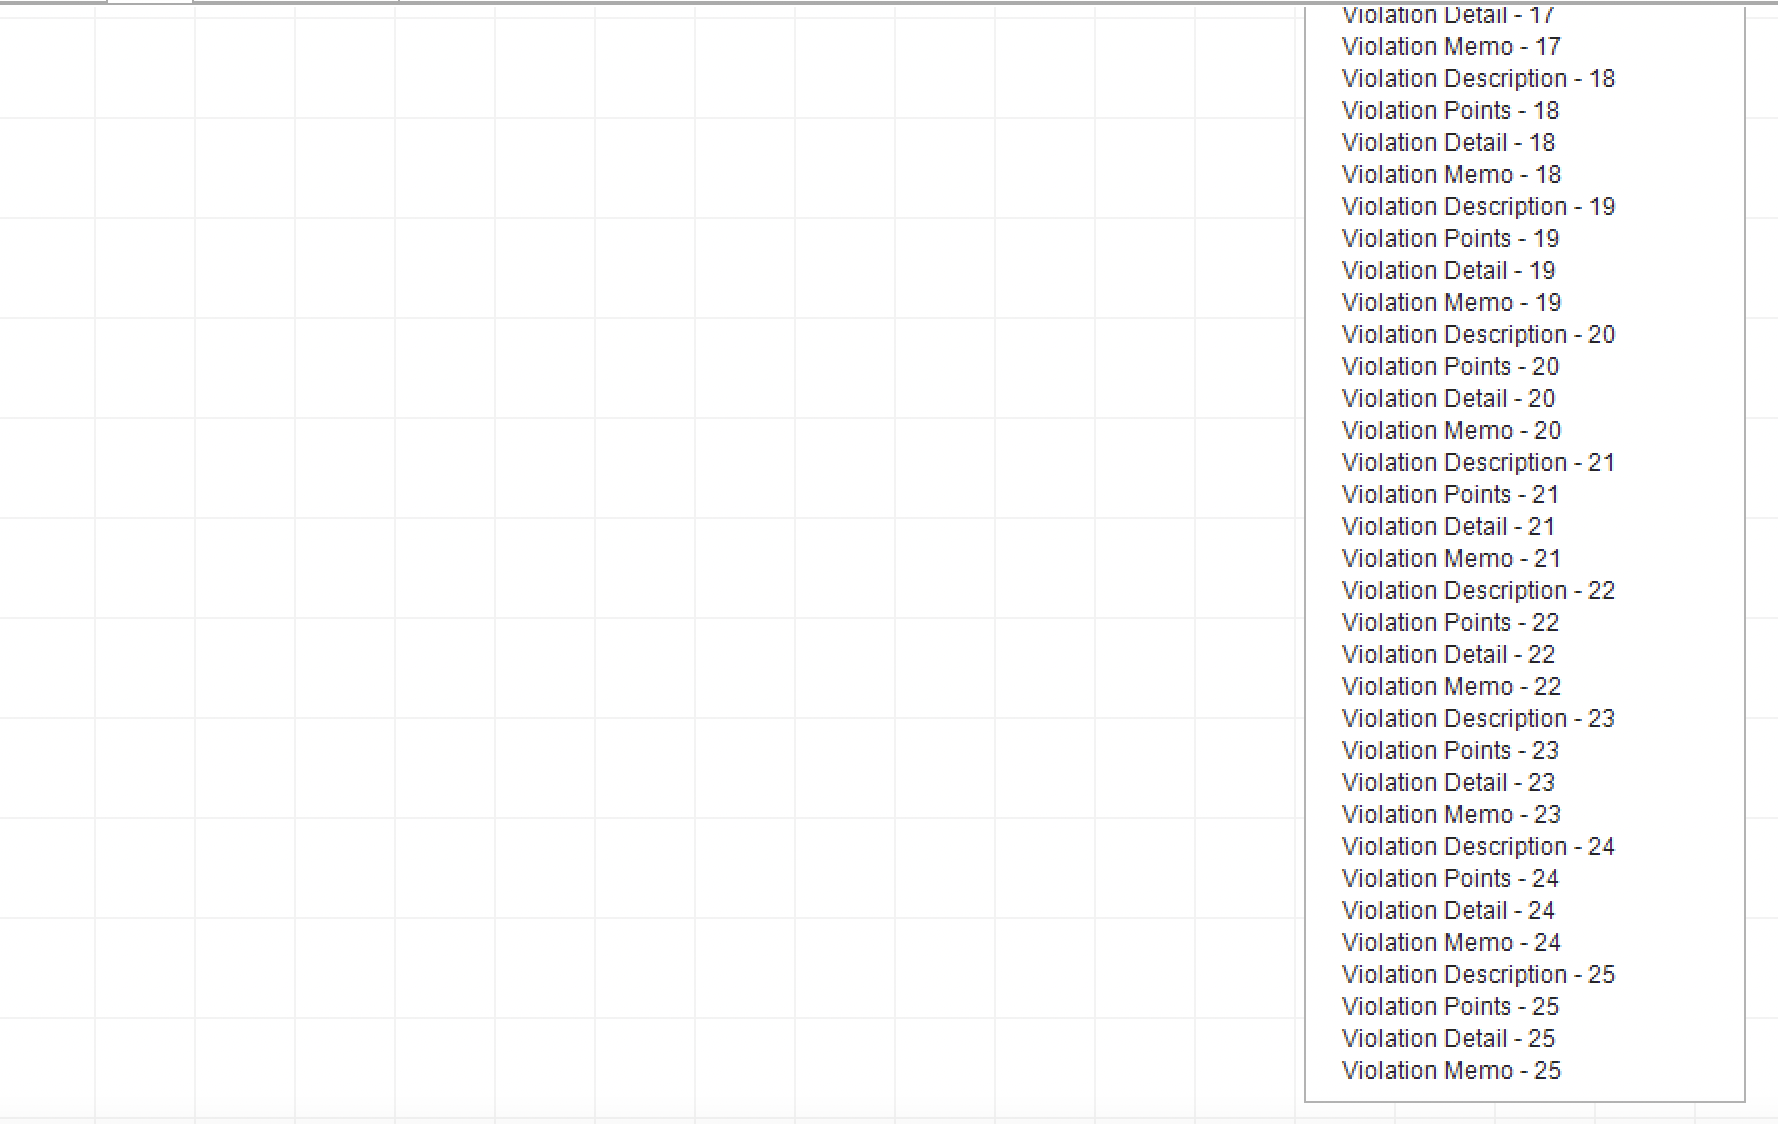 Violation Detail - 17
Violation Memo - 17
Violation Description - 18
Violation Points - 18
Violation Detail - 18
Violation Memo - 18
Violation Description - 19
Violation Points - 19
Violation Detail - 19
Violation Memo - 19
Violation Description - 20
Violation Points - 20
Violation Detail - 20
Violation Memo - 20
Violation Description - 21
Violation Points - 21
Violation Detail - 21
Violation Memo - 21
Violation Description - 22
Violation Points - 22
Violation Detail - 22
Violation Memo - 22
Violation Description - 23
Violation Points - 23
Violation Detail - 23
Violation Memo - 23
Violation Description - 24
Violation Points - 24
Violation Detail - 24
Violation Memo - 24
Violation Description - 25
Violation Points - 25
Violation Detail - 25
Violation Memo - 25